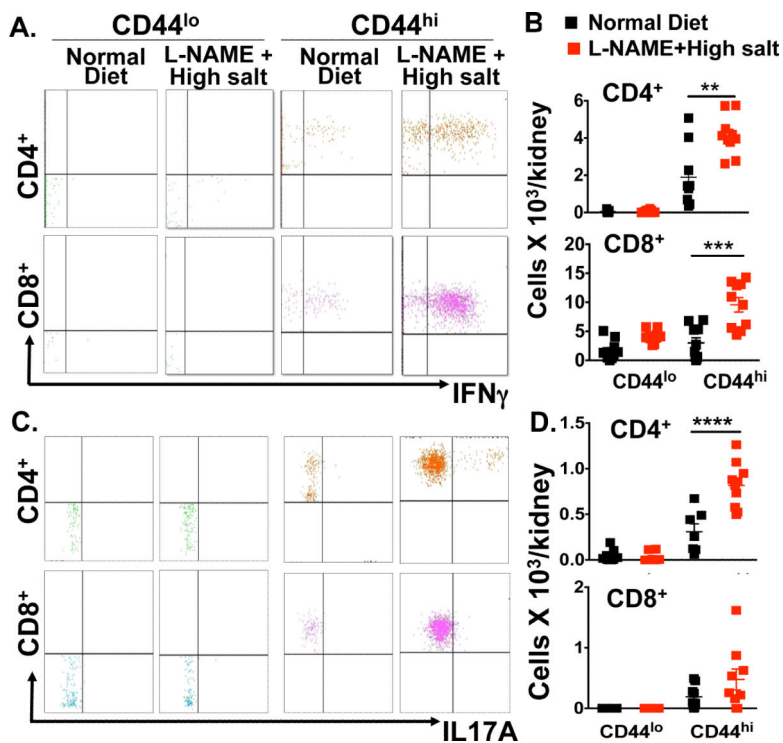 A.
CD44lo
CD44hi
Normal Diet
L-NAME + High salt
Normal Diet
L-NAME + High salt
CD4+
CD8+
IFNγ
B.
Normal Diet
L-NAME+High salt
CD4+
**
6
4
2
0
CD8+
***
20
15
10
5
0
Cells X 10³/kidney
CD44lo
CD44hi
C.
CD4+
CD8+
IL17A
D.
CD4+
****
1.5
1.0
0.5
0.0
CD8+
2
1
0
Cells X 10³/kidney
CD44lo
CD44hi